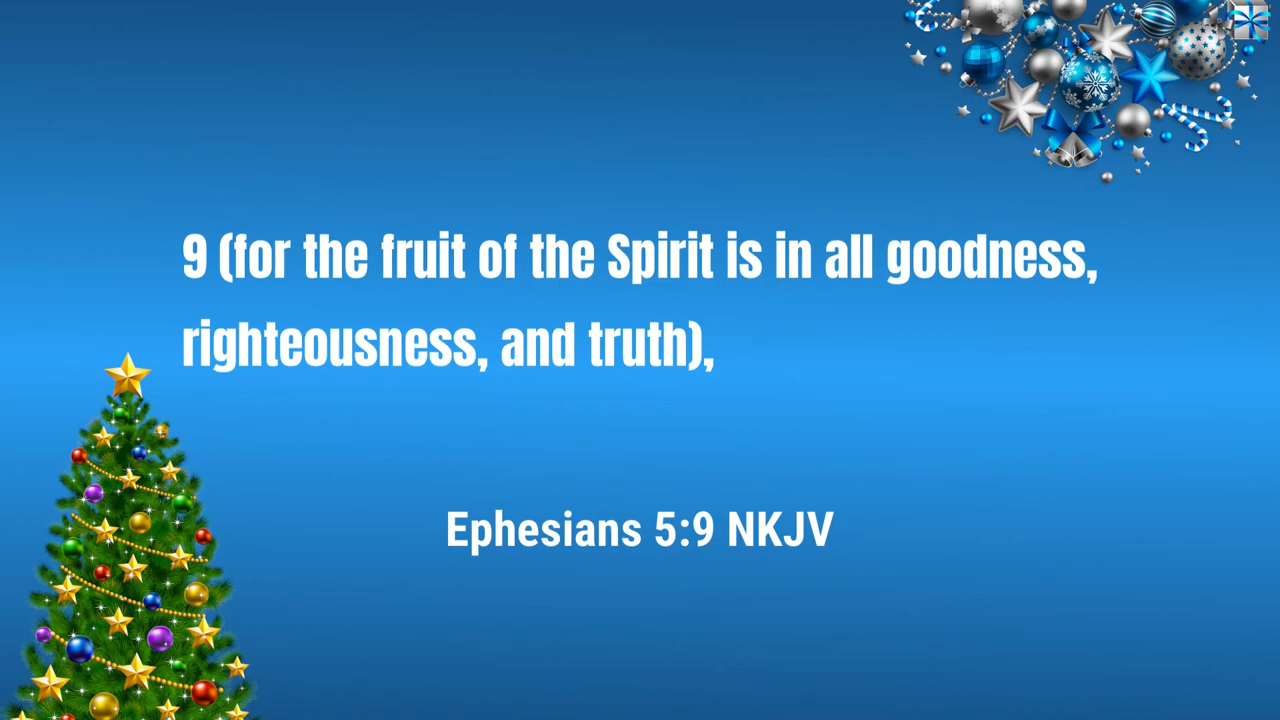 9 (for the fruit of the Spirit is in all goodness,
righteousness, and truth),
Ephesians 5:9 NKJV